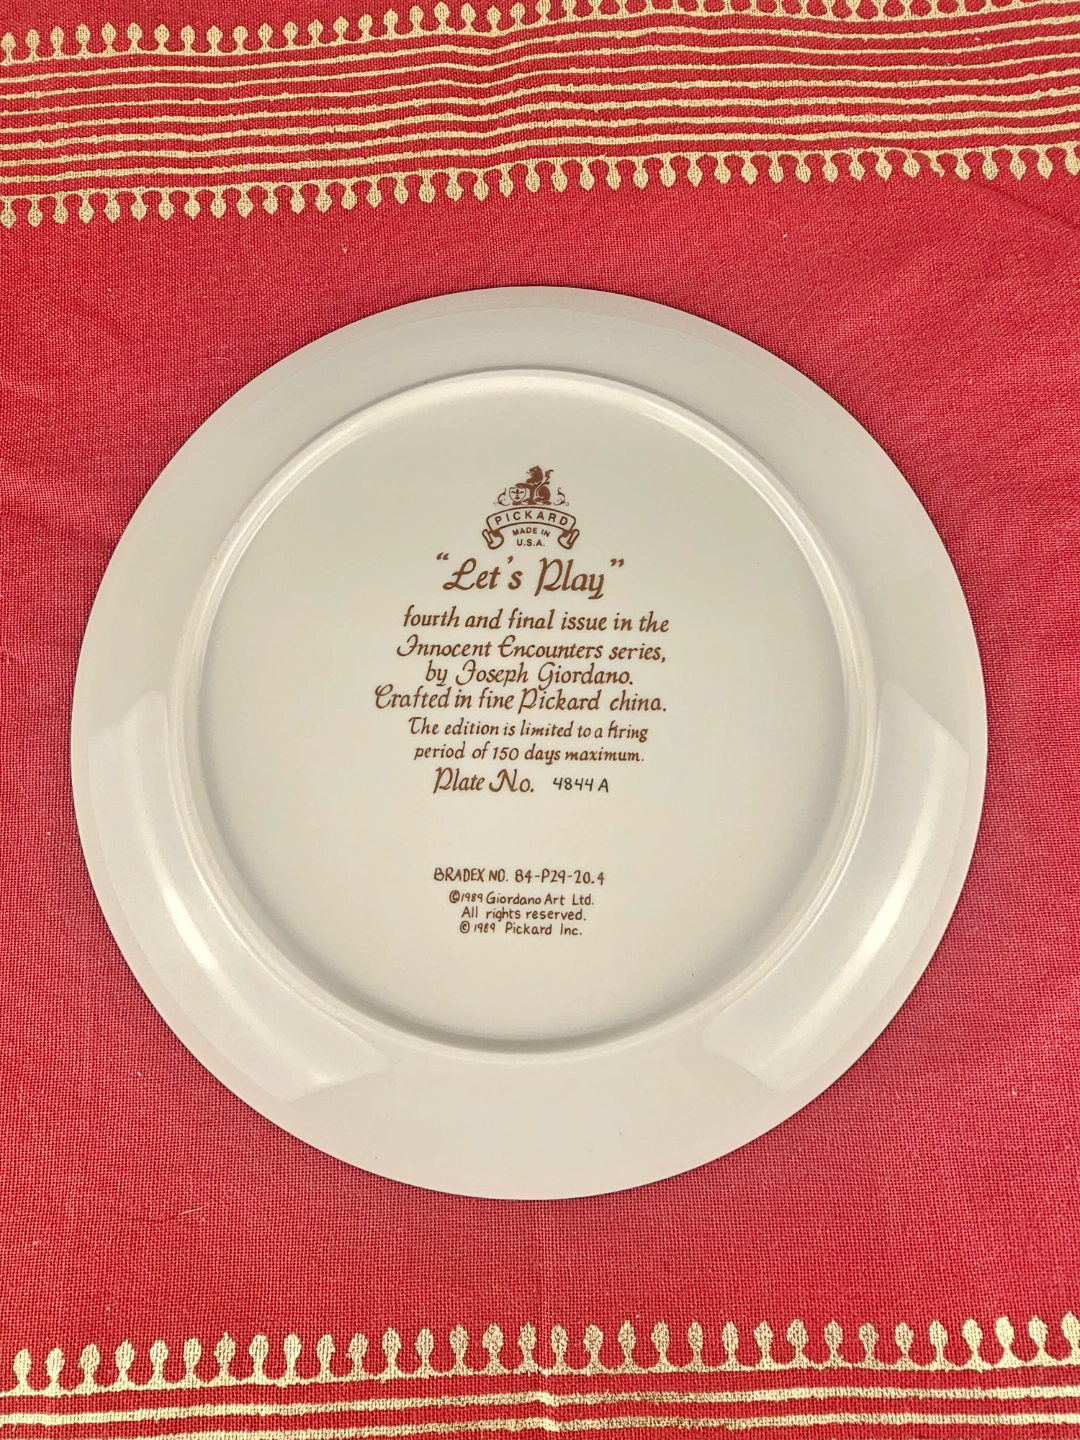 PICKARD
MADE IN
U.S.A.
"Let's Play"
fourth and final issue in the
Innocent Encounters series,
by Joseph Giordano.
Crafted in fine Pickard china.
The edition is limited to a firing
period of 150 days maximum.
Plate No. 4844 A
BRADEX NO. 84-P29-20.4
©1989 Giordano Art Ltd.
All rights reserved.
© 1989 Pickard Inc.